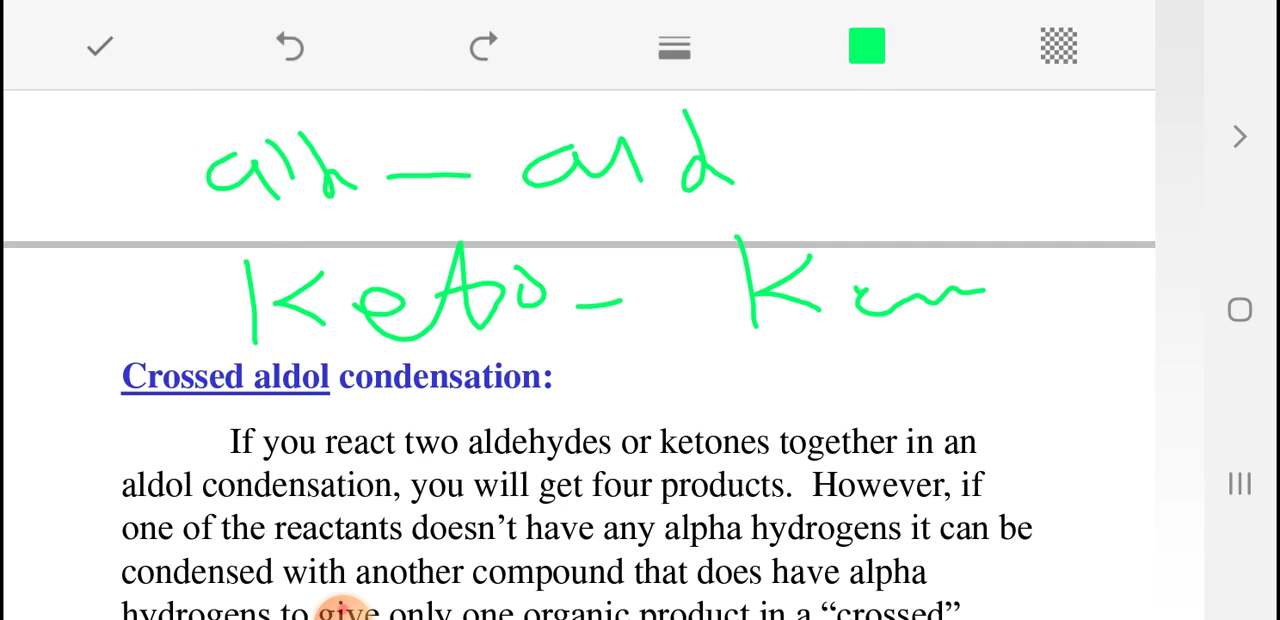 ald — ald
Keto - K
Crossed aldol condensation:
If you react two aldehydes or ketones together in an
aldol condensation, you will get four products. However, if
one of the reactants doesn’t have any alpha hydrogens it can be
condensed with another compound that does have alpha
hydrogens to give only one organic product in a “crossed”